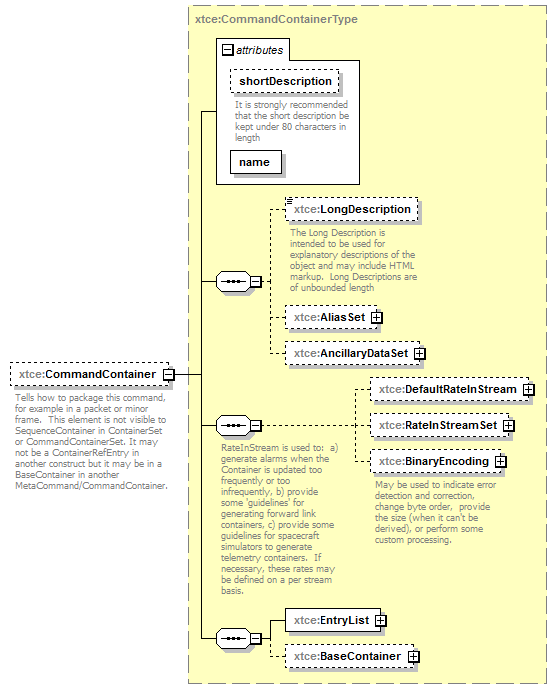 xtce:CommandContainerType
attributes
shortDescription
It is strongly recommended
that the short description be
kept under 80 characters in
length
name
xtce:LongDescription
The Long Description is
intended to be used for
explanatory descriptions of the
object and may include HTML
markup.  Long Descriptions are
of unbounded length
xtce:AliasSet
xtce:AncillaryDataSet
xtce:CommandContainer
Tells how to package this command,
for example in a packet or minor
frame.  This element is not visible to
SequenceContainer in ContainerSet
or CommandContainerSet. It may
not be a ContainerRefEntry in
another construct but it may be in a
BaseContainer in another
MetaCommand/CommandContainer.
xtce:DefaultRateInStream
xtce:RateInStreamSet
xtce:BinaryEncoding
May be used to indicate error
detection and correction,
change byte order,  provide
the size (when it can't be
derived), or perform some
custom processing.
RateInStream is used to:  a)
generate alarms when the
Container is updated too
frequently or too
infrequently, b) provide
some 'guidelines' for
generating forward link
containers, c) provide some
guidelines for spacecraft
simulators to generate
telemetry containers.  If
necessary, these rates may
be defined on a per stream
basis.
xtce:EntryList
xtce:BaseContainer